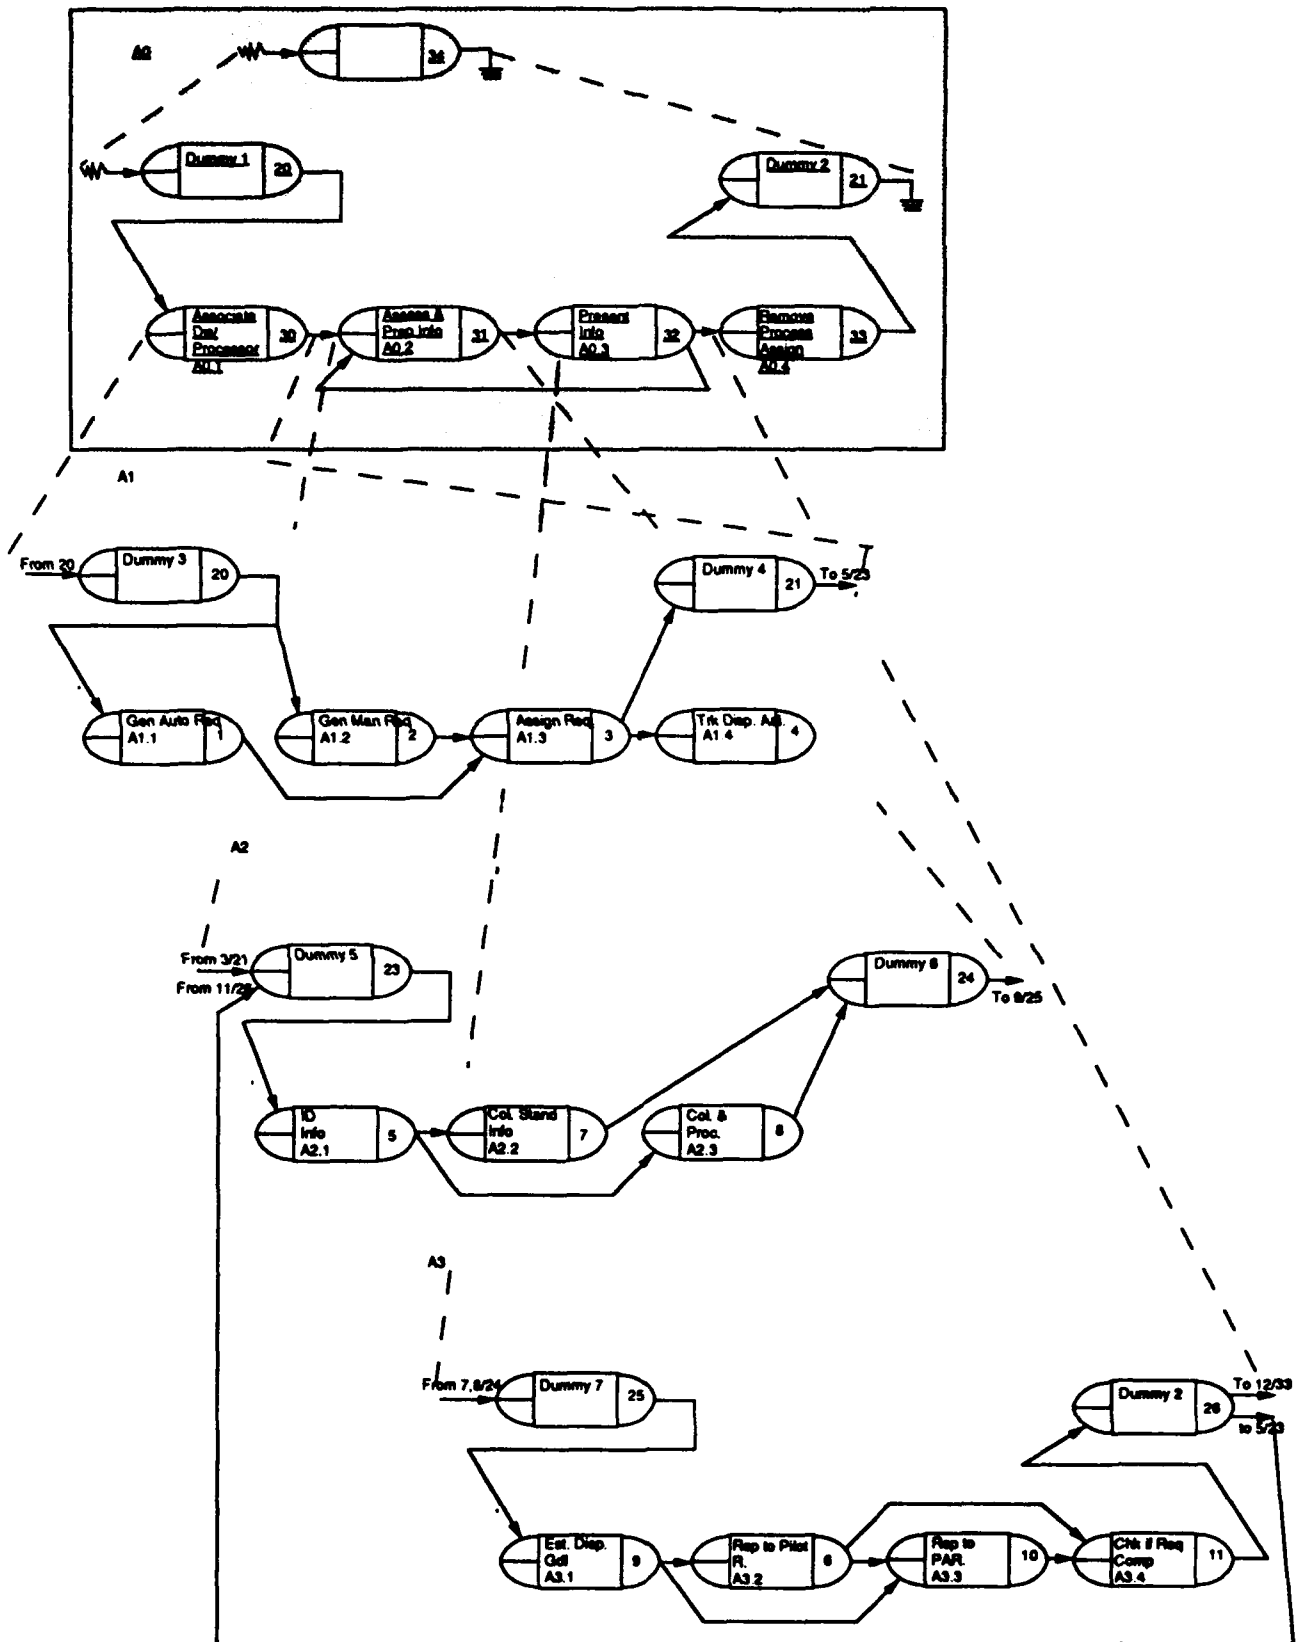 A0
34
Dummy 1
20
Dummy 2
21
Associate
Dw/
Processor
A0.1
30
Assess &
Prep Info
A0.2
31
Present
Info
A0.3
32
Remove
Process
Assign
A0.4
33
A1
From 20
Dummy 3
20
Dummy 4
21
To 5/23
Gen Auto Req
A1.1
1
Gen Man Req
A1.2
2
Assign Req
A1.3
3
Trk Disp.
A1.4
4
A2
From 3/21
From 11/26
Dummy 5
23
Dummy 6
24
To 9/25
ID
Info
A2.1
5
Col. Stand
Info
A2.2
7
Col. &
Proc.
A2.3
8
A3
From 7,8/24
Dummy 7
25
Dummy 2
26
To 12/33
to 5/23
Est. Disp.
Gdl
A3.1
9
Rep to Pilot
R.
A3.2
6
Rep to
PAR.
A3.3
10
Chk if Req
Comp
A3.4
11